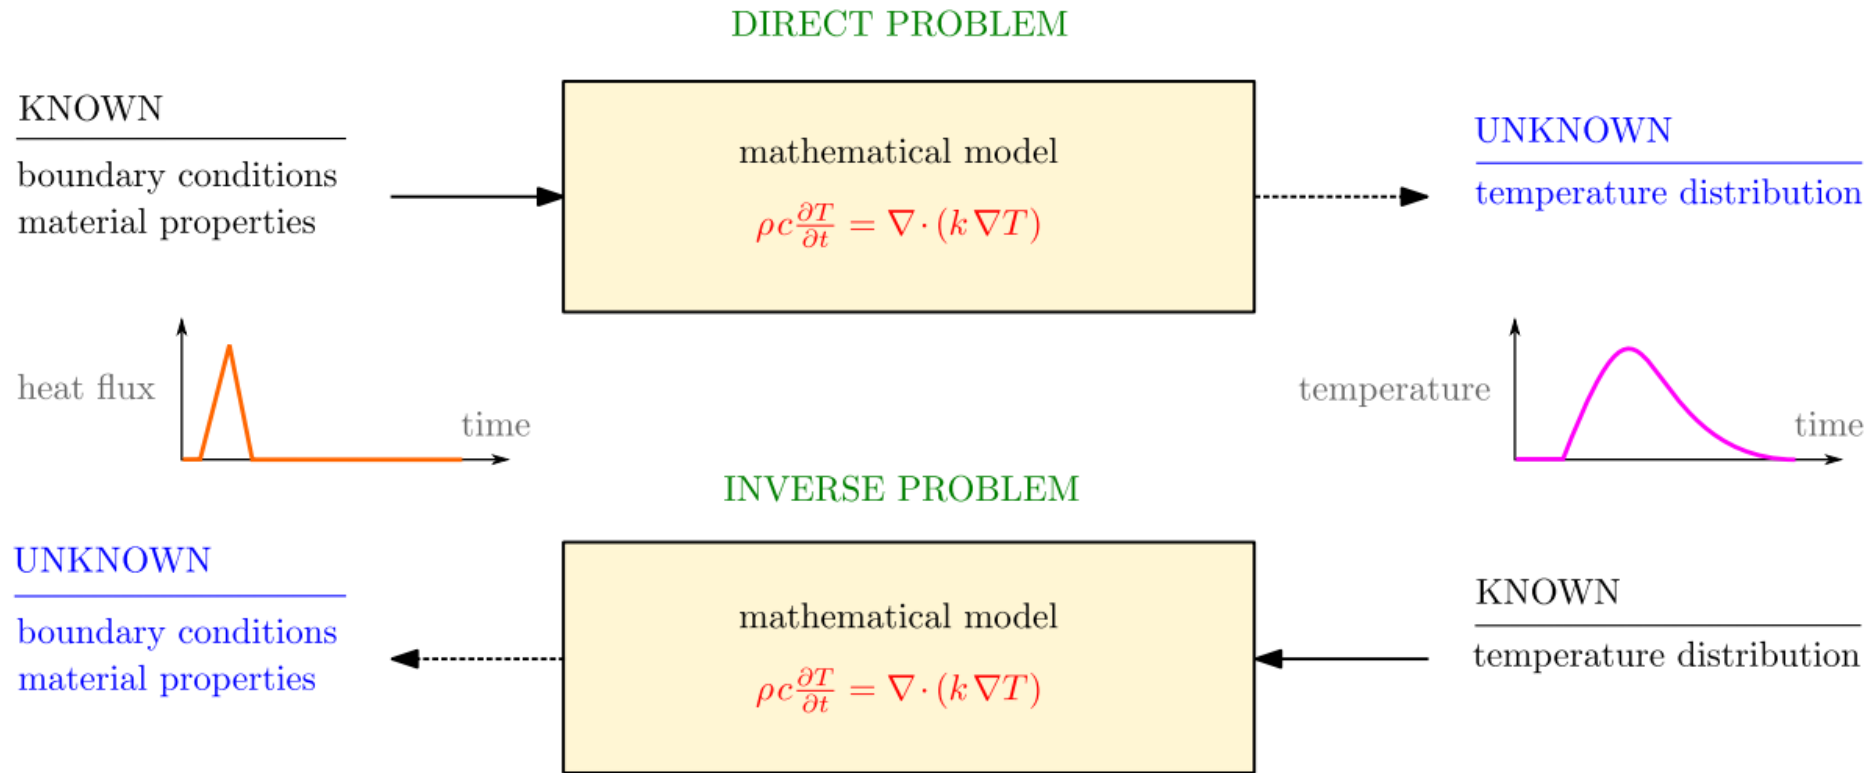 DIRECT PROBLEM
KNOWN
boundary conditions
material properties
mathematical model
ρc ∂T/∂t = ∇·(k ∇T)
UNKNOWN
temperature distribution
heat flux
time
temperature
time
INVERSE PROBLEM
UNKNOWN
boundary conditions
material properties
mathematical model
ρc ∂T/∂t = ∇·(k ∇T)
KNOWN
temperature distribution